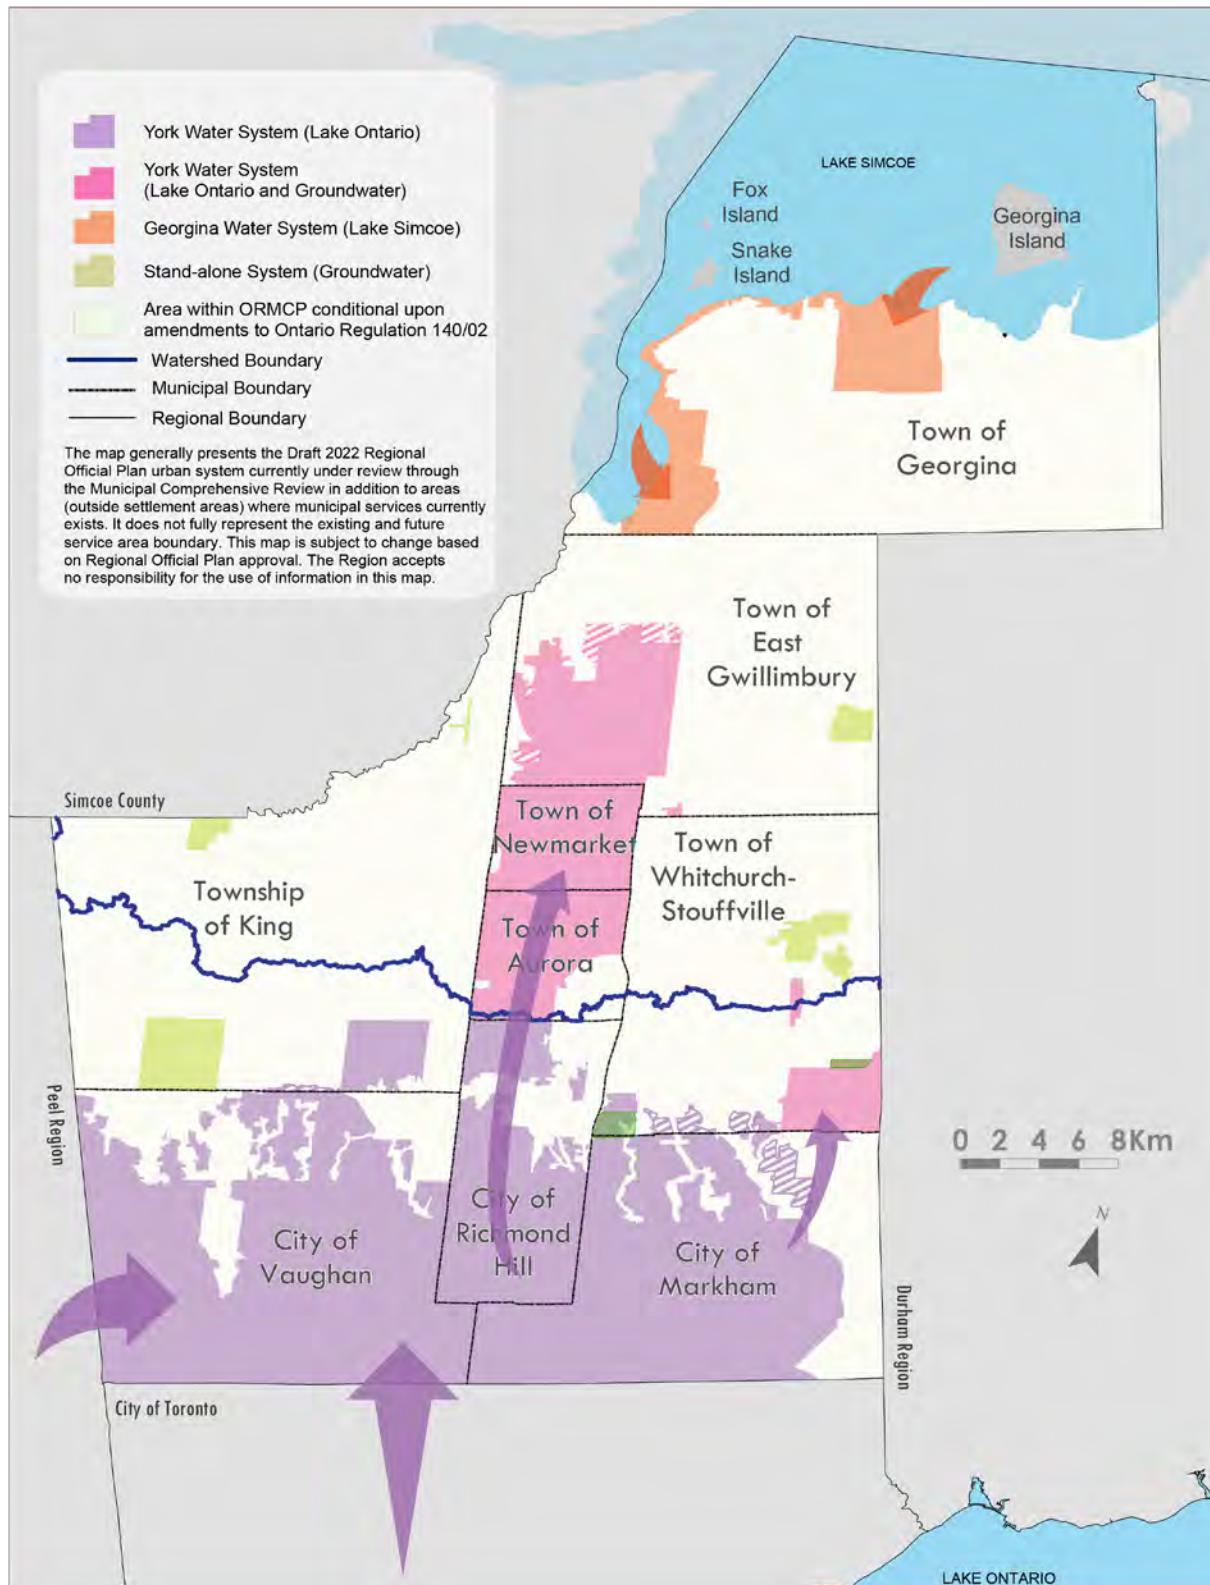 York Water System (Lake Ontario)
York Water System
(Lake Ontario and Groundwater)
Georgina Water System (Lake Simcoe)
Stand-alone System (Groundwater)
Area within ORMCP conditional upon
amendments to Ontario Regulation 140/02
Watershed Boundary
Municipal Boundary
Regional Boundary
The map generally presents the Draft 2022 Regional
Official Plan urban system currently under review through
the Municipal Comprehensive Review in addition to areas
(outside settlement areas) where municipal services currently
exists. It does not fully represent the existing and future
service area boundary. This map is subject to change based
on Regional Official Plan approval. The Region accepts
no responsibility for the use of information in this map.
LAKE SIMCOE
Fox
Island
Snake
Island
Georgina
Island
Town of
Georgina
Town of
East
Gwillimbury
Simcoe County
Town of
Newmarket
Town of
Whitchurch-
Stouffville
Township
of King
Town of
Aurora
Peel Region
0 2 4 6 8Km
N
City of
Vaughan
City of
Richmond
Hill
City of
Markham
Durham Region
City of Toronto
LAKE ONTARIO